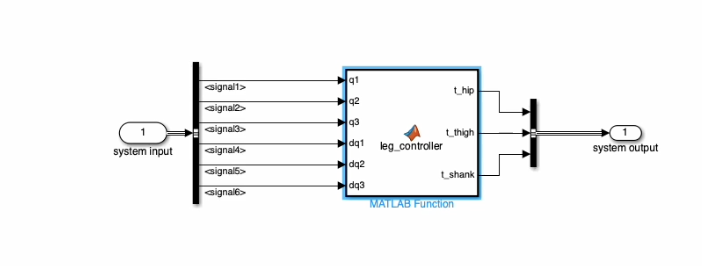 1
system input
<signal1>
<signal2>
<signal3>
<signal4>
<signal5>
<signal6>
q1
q2
q3
dq1
dq2
dq3
leg_controller
t_hip
t_thigh
t_shank
MATLAB Function
1
system output